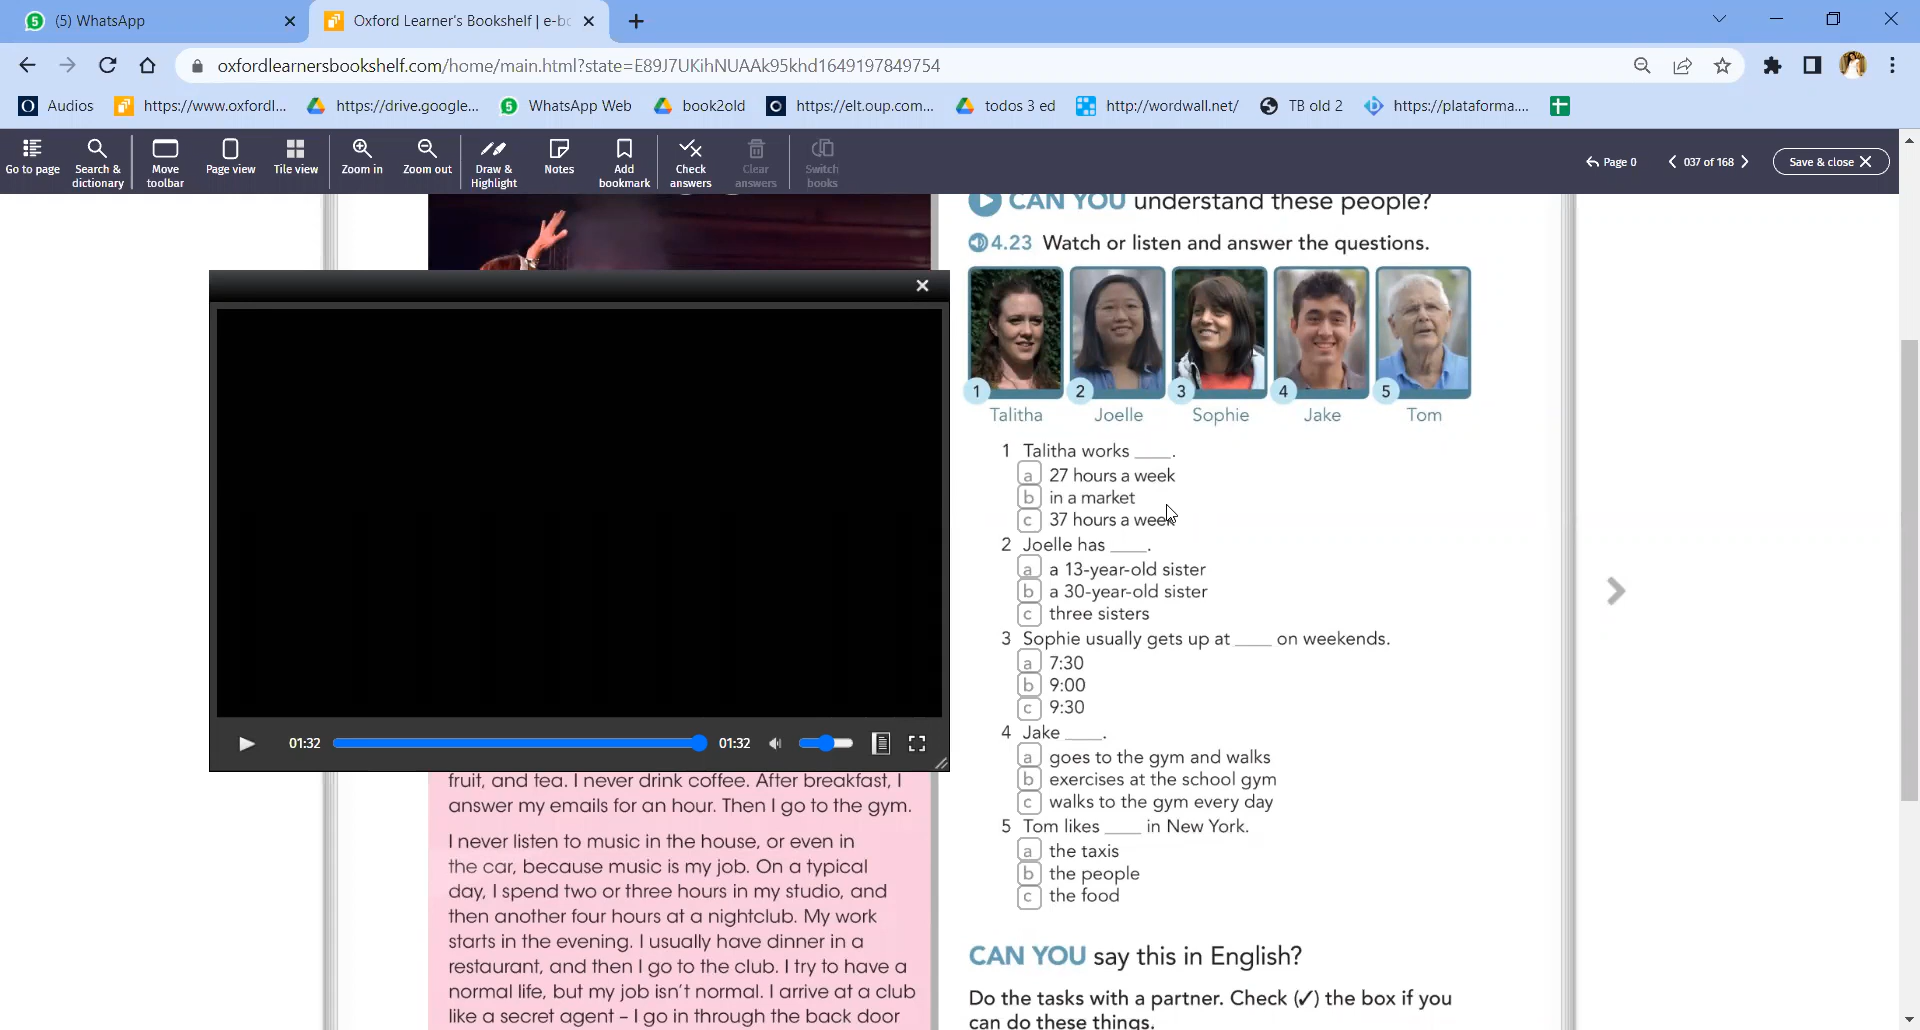 (5) WhatsApp
Oxford Learner's Bookshelf | e-bo
oxfordlearnersbookshelf.com/home/main.html?state=E89J7UKihNUAAk95khd1649197849754
Audios
https://www.oxfordl...
https://drive.google...
WhatsApp Web
book2old
https://elt.oup.com...
todos 3 ed
http://wordwall.net/
TB old 2
https://plataforma....
Go to page
Search & dictionary
Move toolbar
Page view
Tile view
Zoom in
Zoom out
Draw & Highlight
Notes
Add bookmark
Check answers
Clear answers
Switch books
Page 0
037 of 168
Save & close
CAN YOU understand these people?
4.23 Watch or listen and answer the questions.
1 2 3 4 5
Talitha Joelle Sophie Jake Tom
1 Talitha works ____.
a 27 hours a week
b in a market
c 37 hours a week
2 Joelle has ____.
a a 13-year-old sister
b a 30-year-old sister
c three sisters
3 Sophie usually gets up at ____ on weekends.
a 7:30
b 9:00
c 9:30
4 Jake ____.
a goes to the gym and walks
b exercises at the school gym
c walks to the gym every day
5 Tom likes ____ in New York.
a the taxis
b the people
c the food
CAN YOU say this in English?
Do the tasks with a partner. Check (✓) the box if you
can do these things.
01:32
01:32
fruit, and tea. I never drink coffee. After breakfast, I
answer my emails for an hour. Then I go to the gym.
I never listen to music in the house, or even in
the car, because music is my job. On a typical
day, I spend two or three hours in my studio, and
then another four hours at a nightclub. My work
starts in the evening. I usually have dinner in a
restaurant, and then I go to the club. I try to have a
normal life, but my job isn't normal. I arrive at a club
like a secret agent – I go in through the back door